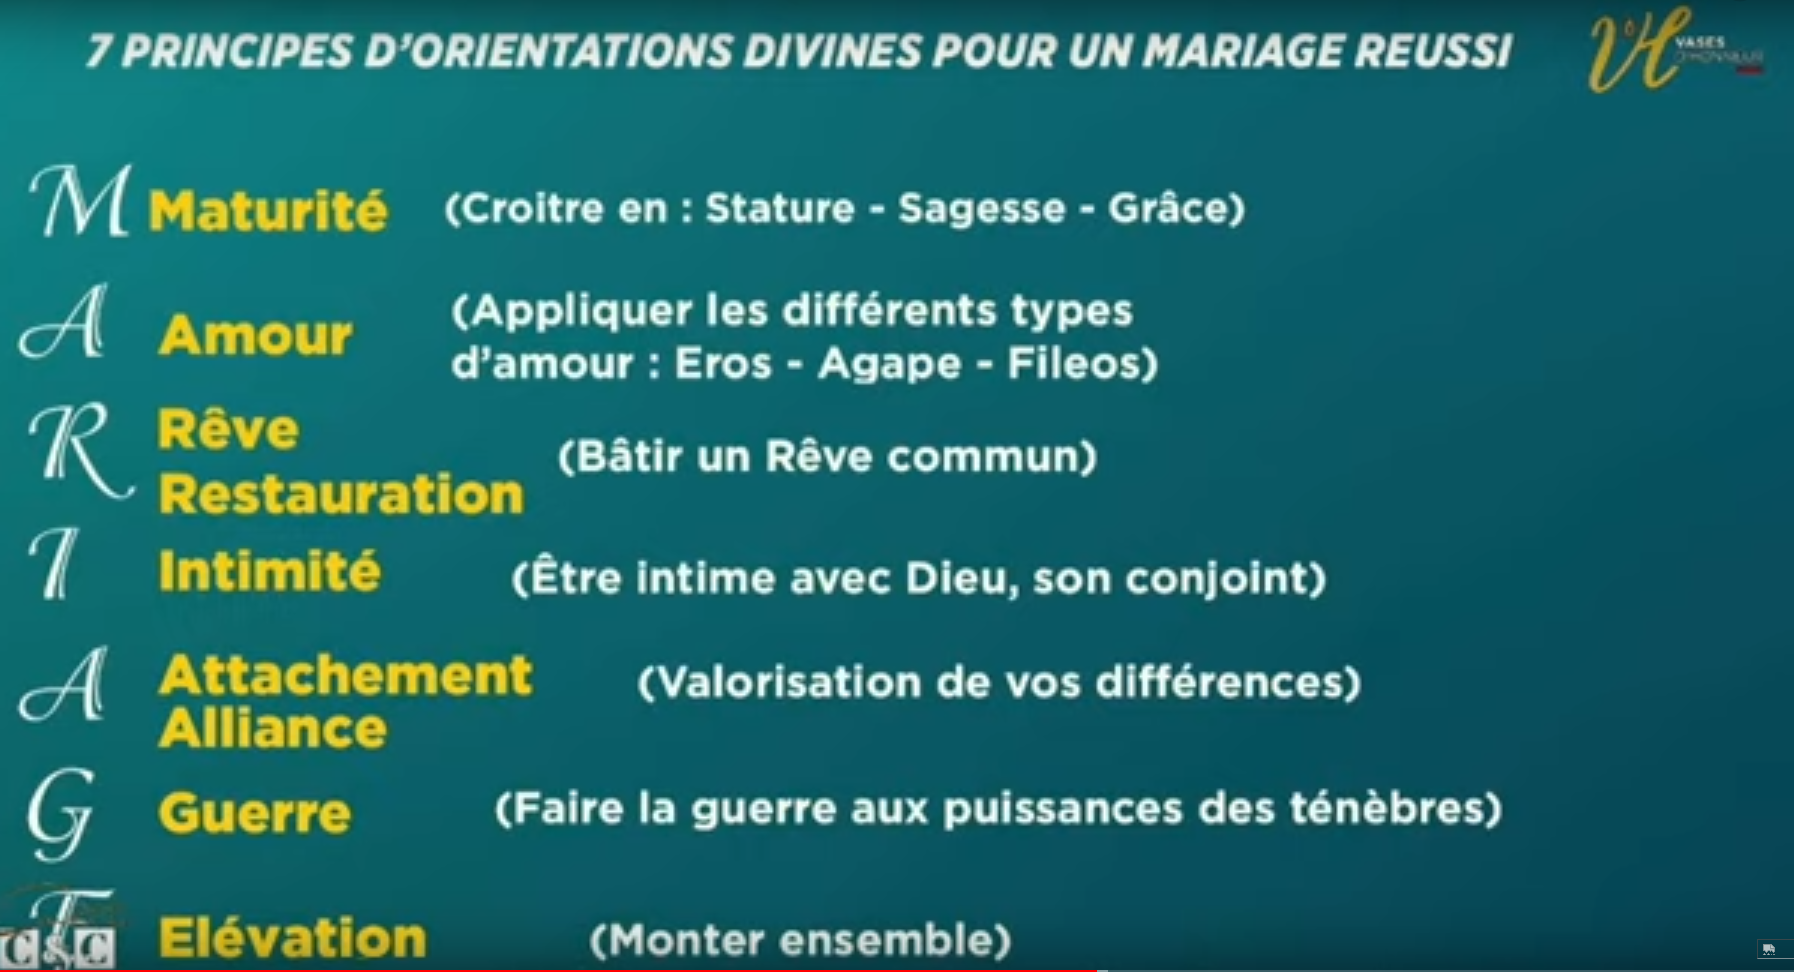 7 PRINCIPES D'ORIENTATIONS DIVINES POUR UN MARIAGE REUSSI
VH VASES D'HONNEUR
M Maturité (Croitre en : Stature - Sagesse - Grâce)
A Amour (Appliquer les différents types
d'amour : Eros - Agape - Fileos)
R Rêve
Restauration (Bâtir un Rêve commun)
I Intimité (Être intime avec Dieu, son conjoint)
A Attachement (Valorisation de vos différences)
Alliance
G Guerre (Faire la guerre aux puissances des ténèbres)
E Elévation (Monter ensemble)
C&C